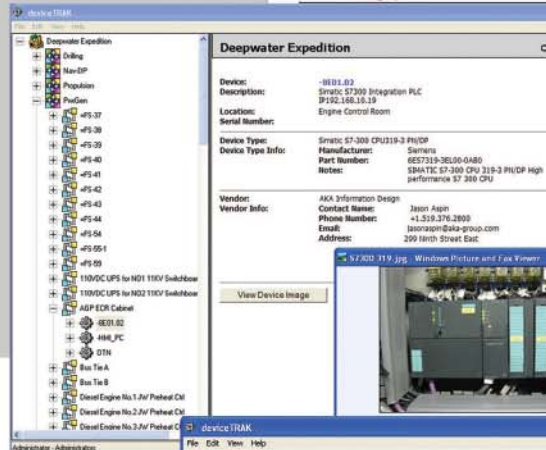 deviceTRAK
File Edit View Help
Deepwater Expedition
Drilling
Nav-DP
Propulsion
PwrGen
+FS-37
+FS-38
+FS-39
+FS-40
+FS-41
+FS-42
+FS-43
+FS-44
+FS-54
+FS-55-1
+FS-59
110VDC UPS for NO1 11KV Switchboar
110VDC UPS for NO2 11KV Switchboar
AGP ECR Cabinet
-8E01.02
-HMI_PC
OTN
Bus Tie A
Bus Tie B
Diesel Engine No.1 JW Preheat Ctrl
Diesel Engine No.2 JW Preheat Ctrl
Diesel Engine No.3 JW Preheat Ctrl
Administrator - Administrators
Deepwater Expedition
Device: -8E01.02
Description: Simatic S7300 Integration PLC
IP192.168.10.19
Location: Engine Control Room
Serial Number:
Device Type: Simatic S7-300 CPU319-3 PN/DP
Device Type Info: Manufacturer: Siemens
Part Number: 6ES7319-3EL00-0AB0
Notes: SIMATIC S7-300 CPU 319-3 PN/DP High
performance S7 300 CPU
Vendor: AKA Information Design
Vendor Info: Contact Name: Jason Aspin
Phone Number: +1.519.376.2800
Email: jasonaspin@aka-group.com
Address: 299 Ninth Street East
View Device Image
S7300 319.jpg - Windows Picture and Fax Viewer
deviceTRAK
File Edit View Help